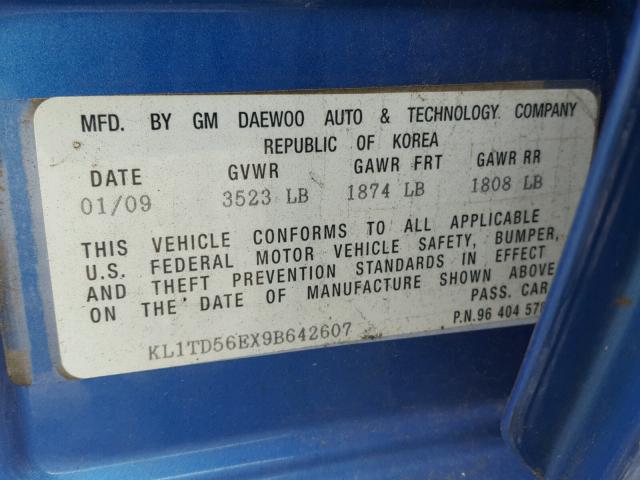 MFD. BY GM DAEWOO AUTO & TECHNOLOGY COMPANY
REPUBLIC OF KOREA
DATE GVWR GAWR FRT GAWR RR
01/09 3523 LB 1874 LB 1808 LB
THIS VEHICLE CONFORMS TO ALL APPLICABLE
U.S. FEDERAL MOTOR VEHICLE SAFETY, BUMPER,
AND THEFT PREVENTION STANDARDS IN EFFECT
ON THE DATE OF MANUFACTURE SHOWN ABOVE
PASS. CAR
KL1TD56EX9B642607
P.N.96 404